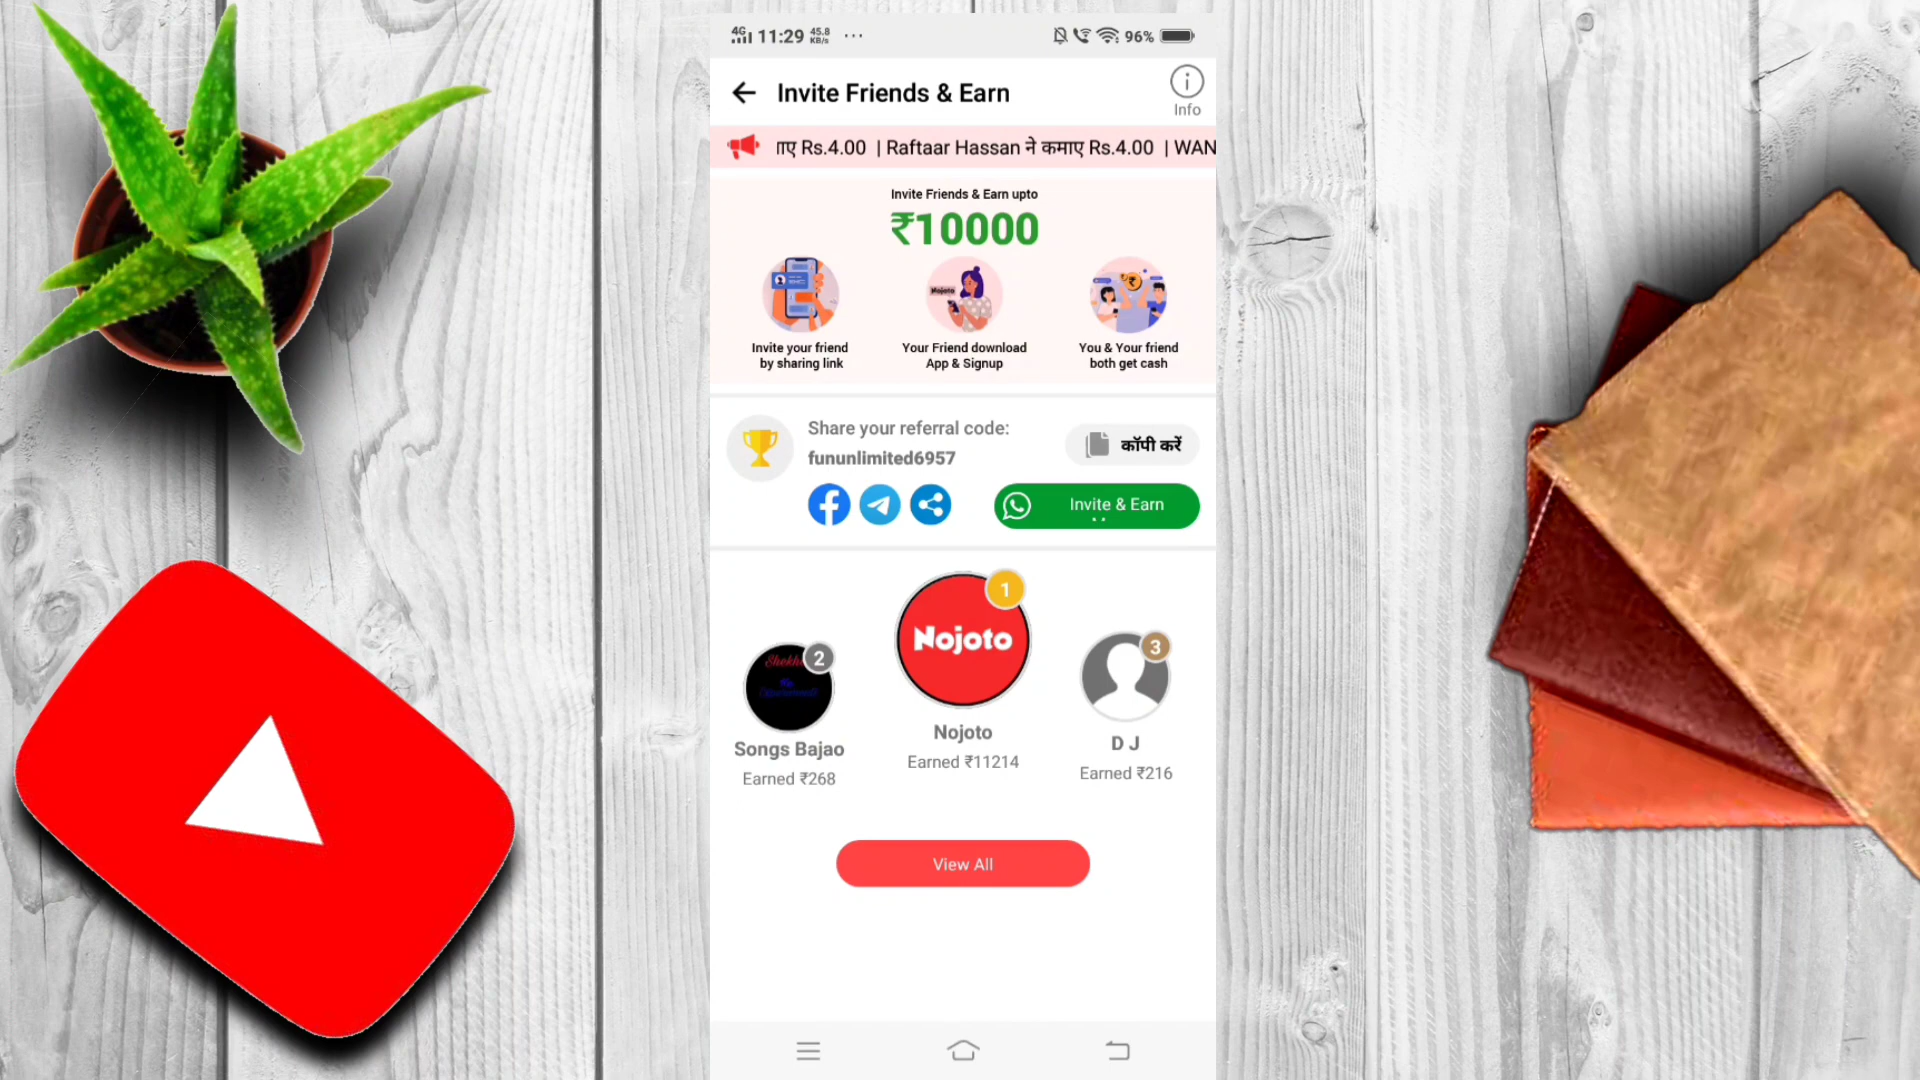 4G 11:29 45.8 KB/s ... 96%
Invite Friends & Earn
Info
ाए Rs.4.00 | Raftaar Hassan ने कमाए Rs.4.00 | WAN
Invite Friends & Earn upto
₹10000
Nojoto
Invite your friend by sharing link
Your Friend download App & Signup
You & Your friend both get cash
Share your referral code:
fununlimited6957
कॉपी करें
Invite & Earn
1
Nojoto
2
3
Songs Bajao
Earned ₹268
Nojoto
Earned ₹11214
D J
Earned ₹216
View All